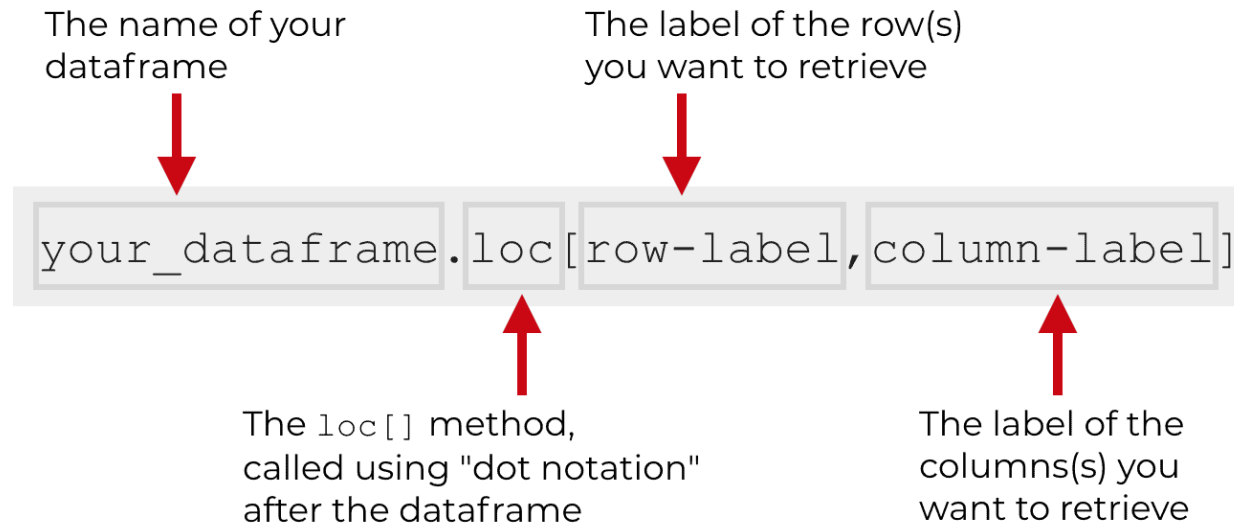 The name of your
dataframe
The label of the row(s)
you want to retrieve
your_dataframe.loc[row-label,column-label]
The loc[] method,
called using "dot notation"
after the dataframe
The label of the
columns(s) you
want to retrieve